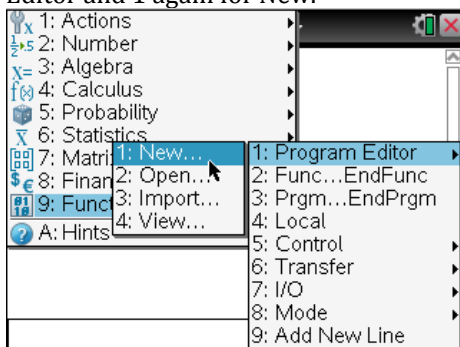 Editor and 1 again for New.
1: Actions
2: Number
3: Algebra
4: Calculus
5: Probability
6: Statistics
7: Matri
8: Finan
9: Funct
A: Hints
1: New...
2: Open...
3: Import...
4: View...
1: Program Editor
2: Func...EndFunc
3: Prgm...EndPrgm
4: Local
5: Control
6: Transfer
7: I/O
8: Mode
9: Add New Line